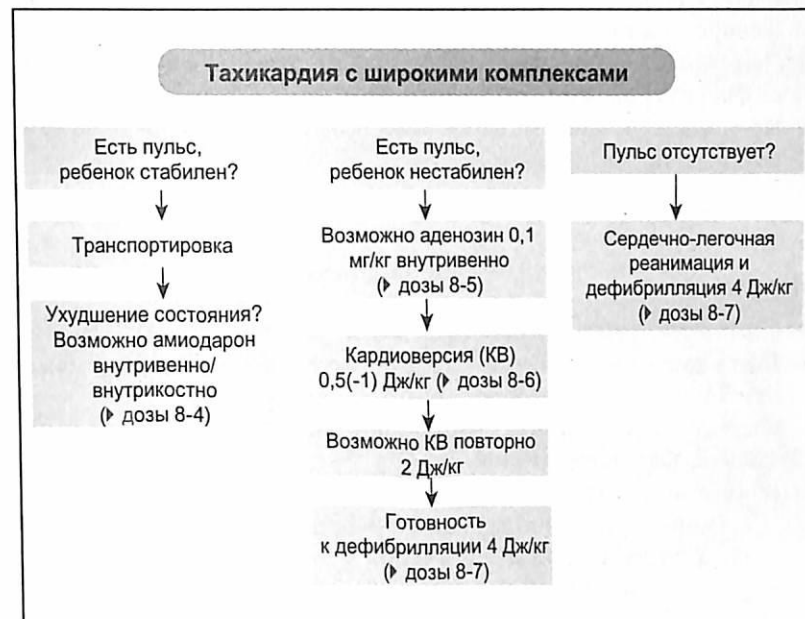 Тахикардия с широкими комплексами
Есть пульс,
ребенок стабилен?
Транспортировка
Ухудшение состояния?
Возможно амиодарон
внутривенно/
внутрикостно
(▶ дозы 8-4)
Есть пульс,
ребенок нестабилен?
Возможно аденозин 0,1
мг/кг внутривенно
(▶ дозы 8-5)
Кардиоверсия (КВ)
0,5(-1) Дж/кг (▶ дозы 8-6)
Возможно КВ повторно
2 Дж/кг
Готовность
к дефибрилляции 4 Дж/кг
(▶ дозы 8-7)
Пульс отсутствует?
Сердечно-легочная
реанимация и
дефибрилляция 4 Дж/кг
(▶ дозы 8-7)